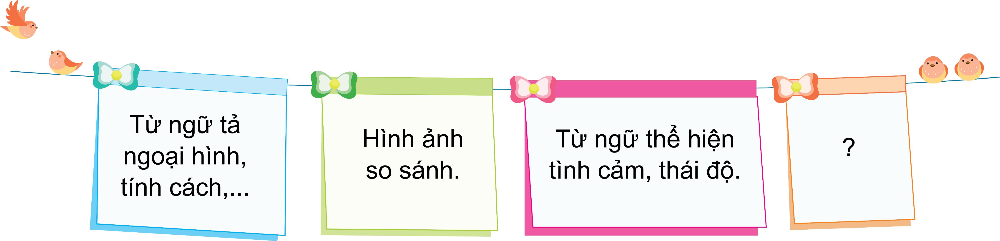 Từ ngữ tả
ngoại hình,
tính cách,...
Hình ảnh
so sánh.
Từ ngữ thể hiện
tình cảm, thái độ.
?